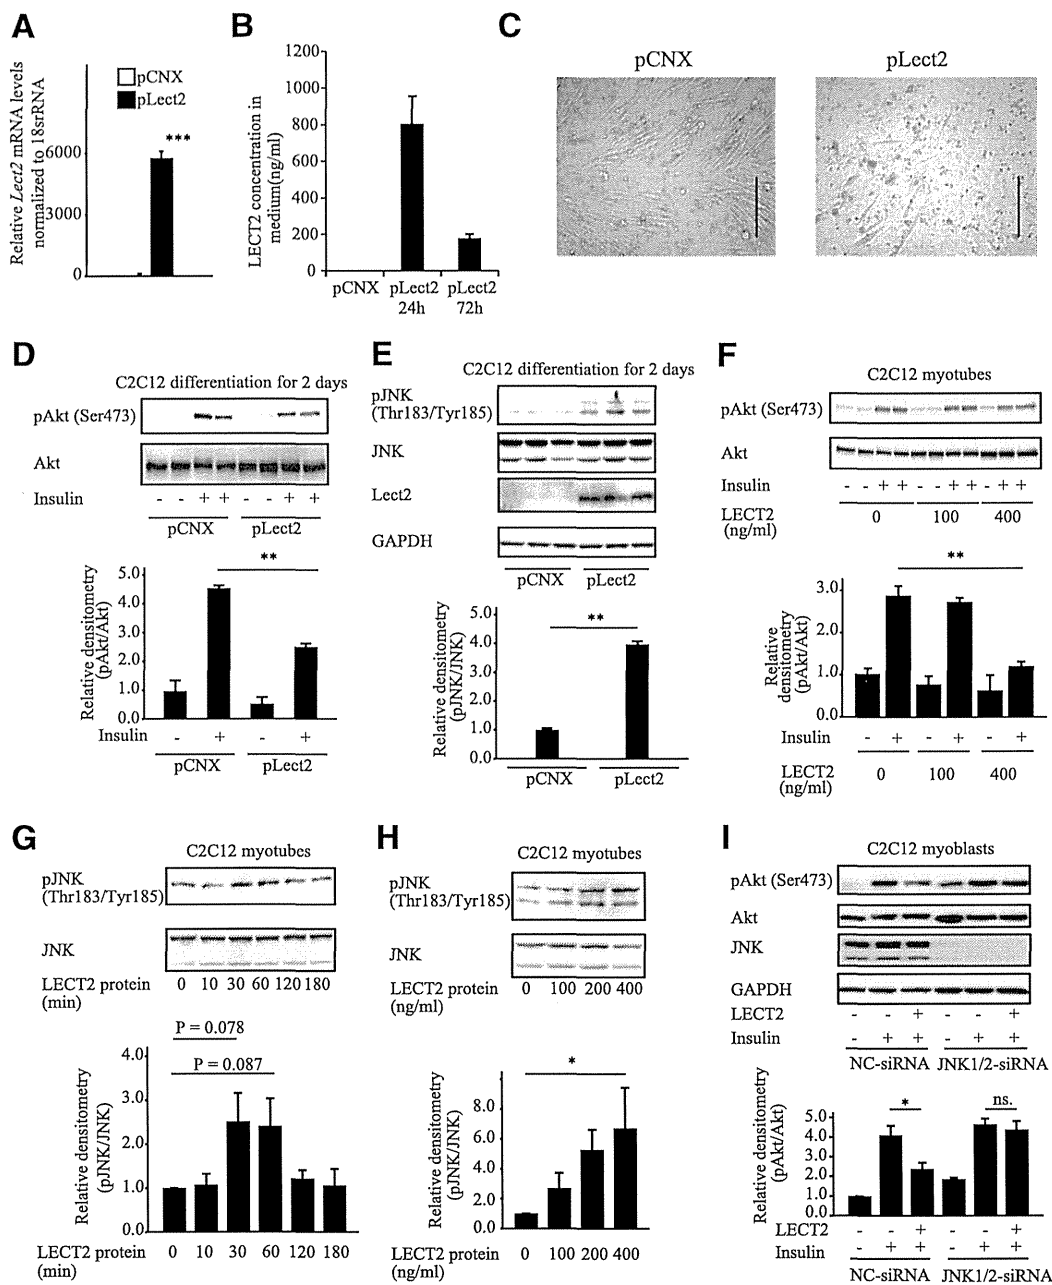 A
Relative Lect2 mRNA levels
normalized to 18srRNA
pCNX
pLect2
***
6000
3000
0
B
LECT2 concentration in
medium(ng/ml)
1200
1000
800
600
400
200
0
pCNX pLect2 pLect2
24h 72h
C
pCNX pLect2
D
C2C12 differentiation for 2 days
pAkt (Ser473)
Akt
Insulin - - + + - - + +
pCNX pLect2
**
Relative densitometry
(pAkt/Akt)
5.0
4.0
3.0
2.0
1.0
0.0
Insulin - + - +
pCNX pLect2
E
C2C12 differentiation for 2 days
pJNK
(Thr183/Tyr185)
JNK
Lect2
GAPDH
pCNX pLect2
**
Relative densitometry
(pJNK/JNK)
5.0
4.0
3.0
2.0
1.0
0.0
pCNX pLect2
F
C2C12 myotubes
pAkt (Ser473)
Akt
Insulin - - + + - - + + - + +
LECT2
(ng/ml)
0 100 400
**
Relative
densitometry
(pAkt/Akt)
3.0
2.0
1.0
0.0
Insulin - + - + - +
LECT2
(ng/ml)
0 100 400
G
C2C12 myotubes
pJNK
(Thr183/Tyr185)
JNK
LECT2 protein
(min)
0 10 30 60 120 180
P = 0.078
P = 0.087
Relative densitometry
(pJNK/JNK)
4.0
3.0
2.0
1.0
0.0
LECT2 protein
(min)
0 10 30 60 120 180
H
C2C12 myotubes
pJNK
(Thr183/Tyr185)
JNK
LECT2 protein
(ng/ml)
0 100 200 400
*
Relative densitometry
(pJNK/JNK)
8.0
6.0
4.0
2.0
0.0
LECT2 protein
(ng/ml)
0 100 200 400
I
C2C12 myoblasts
pAkt (Ser473)
Akt
JNK
GAPDH
LECT2 - - + - - +
Insulin - + + - + +
NC-siRNA JNK1/2-siRNA
* ns.
Relative densitometry
(pAkt/Akt)
5.0
4.0
3.0
2.0
1.0
0.0
LECT2 - - + - - +
Insulin - + + - + +
NC-siRNA JNK1/2-siRNA